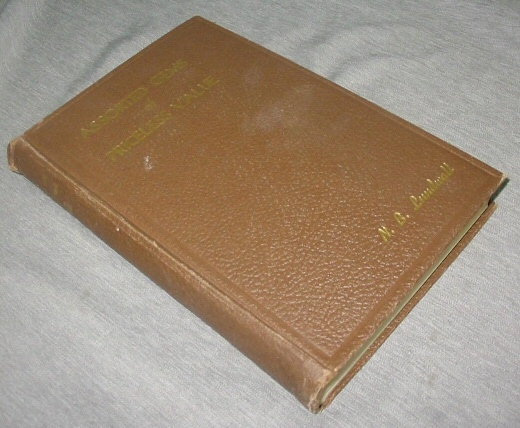 ASSORTED GEMS
of
PRICELESS VALUE
N. B. Lundwall